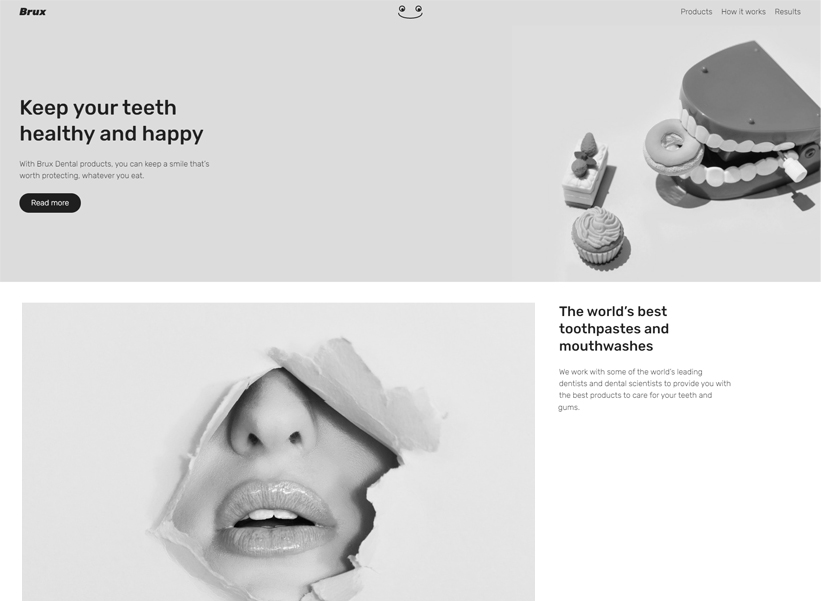 Brux
Products
How it works
Results
Keep your teeth
healthy and happy
With Brux Dental products, you can keep a smile that's
worth protecting, whatever you eat.
Read more
The world's best
toothpastes and
mouthwashes
We work with some of the world's leading
dentists and dental scientists to provide you with
the best products to care for your teeth and
gums.